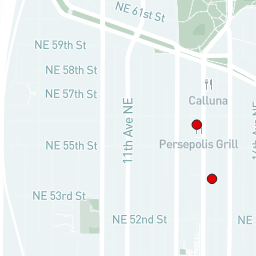 NE 61st St
NE 59th St
NE 58th St
NE 57th St
Calluna
11th Ave NE
NE 55th St
Persepolis Grill
NE 53rd St
NE 52nd St